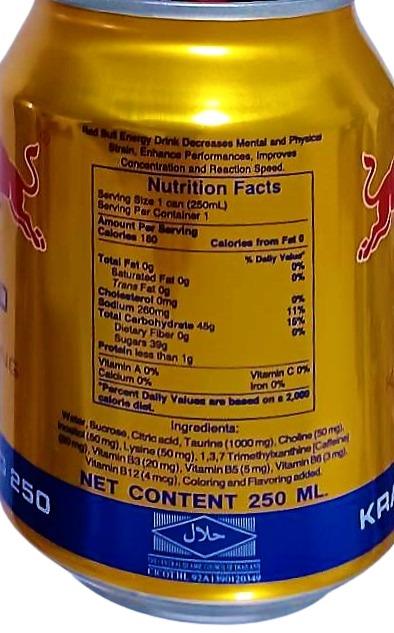 Red Bull Energy Drink Decreases Mental and Physical
Strain, Enhance Performances, Improves
Concentration and Reaction Speed.
Nutrition Facts
Serving Size 1 can (250mL)
Serving Per Container 1
Amount Per Serving
Calories 180 Calories from Fat 0
% Daily Value*
Total Fat 0g 0%
Saturated Fat 0g 0%
Trans Fat 0g
Cholesterol 0mg 0%
Sodium 260mg 11%
Total Carbohydrate 45g 15%
Dietary Fiber 0g 0%
Sugars 39g
Protein less than 1g
Vitamin A 0% Vitamin C 0%
Calcium 0% Iron 0%
*Percent Daily Values are based on a 2,000
calorie diet.
Ingredients:
Water, Sucrose, Citric acid, Taurine (1000 mg), Choline (50 mg),
Inositol (50 mg), Lysine (50 mg), 1,3,7 Trimethylxanthine [Caffeine]
mg), Vitamin B3 (20 mg), Vitamin B5 (5 mg), Vitamin B6 (3 mg),
Vitamin B12 (4 mcg), Coloring and Flavoring added.
NET CONTENT 250 ML.
250
KRA
حلال
CICOT.HL 92A1390120349